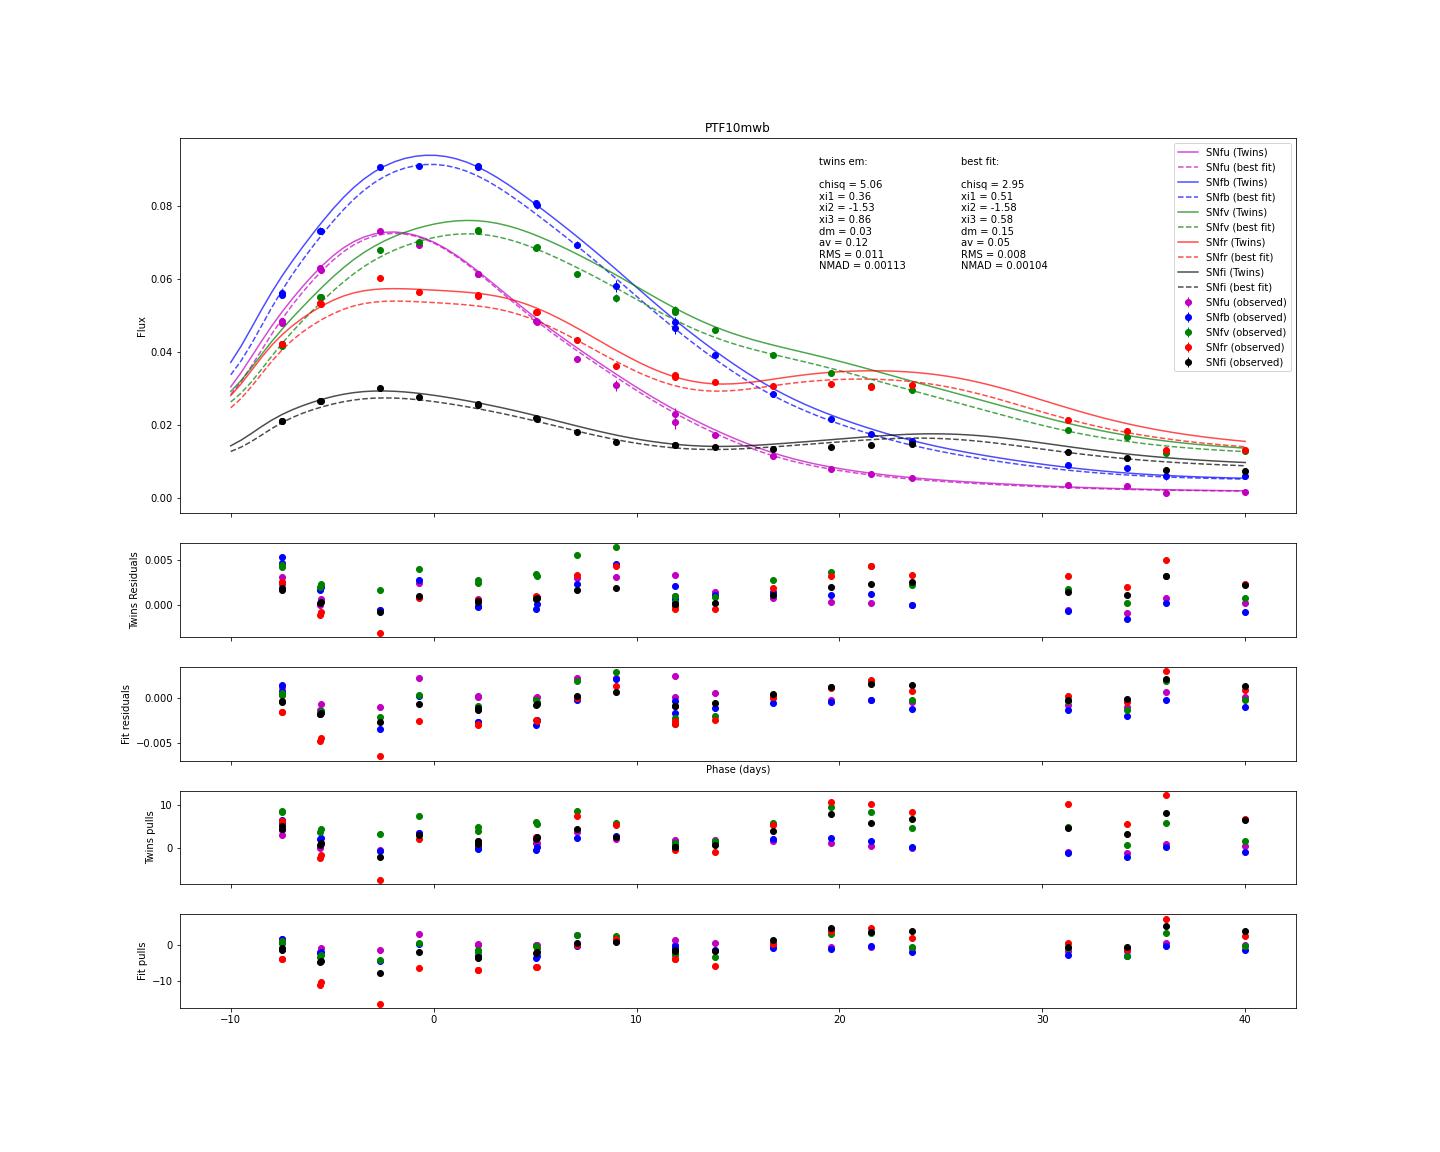 PTF10mwb
Flux
0.08
0.06
0.04
0.02
0.00
twins em:
chisq = 5.06
xi1 = 0.36
xi2 = -1.53
xi3 = 0.86
dm = 0.03
av = 0.12
RMS = 0.011
NMAD = 0.00113
best fit:
chisq = 2.95
xi1 = 0.51
xi2 = -1.58
xi3 = 0.58
dm = 0.15
av = 0.05
RMS = 0.008
NMAD = 0.00104
SNfu (Twins)
SNfu (best fit)
SNfb (Twins)
SNfb (best fit)
SNfv (Twins)
SNfv (best fit)
SNfr (Twins)
SNfr (best fit)
SNfi (Twins)
SNfi (best fit)
SNfu (observed)
SNfb (observed)
SNfv (observed)
SNfr (observed)
SNfi (observed)
Twins Residuals
0.005
0.000
Fit residuals
0.000
−0.005
Phase (days)
Twins pulls
10
0
Fit pulls
0
−10
−10
0
10
20
30
40